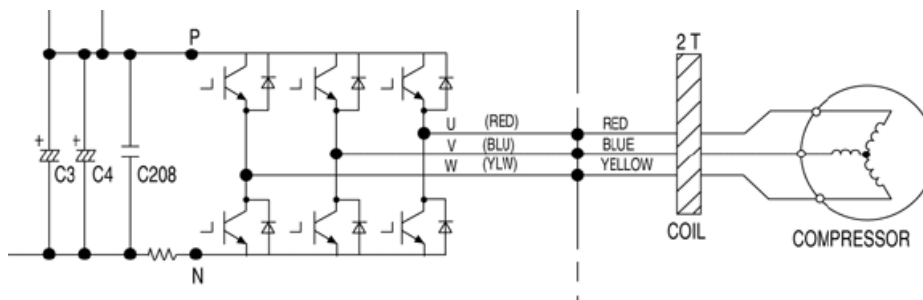 P
2 T
U (RED) RED
V (BLU) BLUE
W (YLW) YELLOW
+ C3 + C4 C208
N
COIL
COMPRESSOR